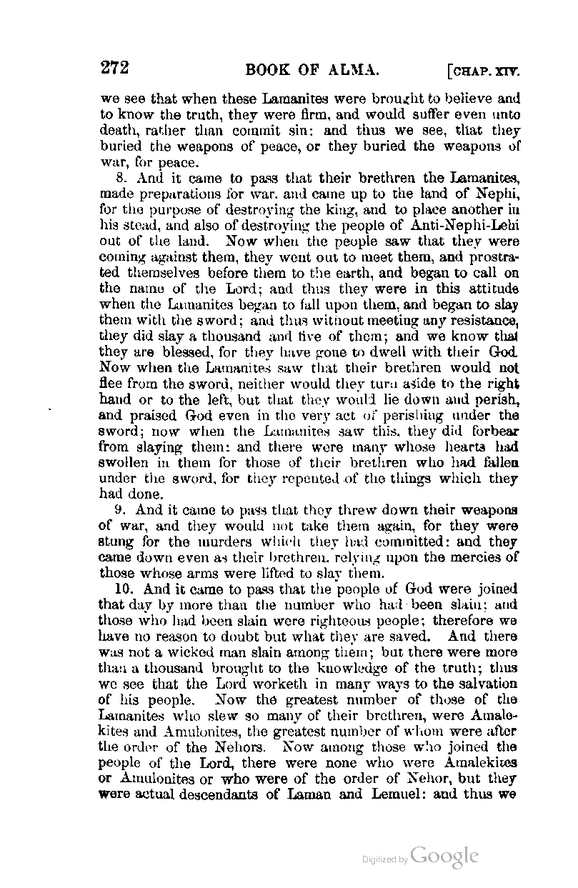 272 BOOK OF ALMA. [CHAP. XIV.
we see that when these Lamanites were brought to believe and
to know the truth, they were firm, and would suffer even unto
death, rather than commit sin: and thus we see, that they
buried the weapons of peace, or they buried the weapons of
war, for peace.
8. And it came to pass that their brethren the Lamanites,
made preparations for war. and came up to the land of Nephi,
for the purpose of destroying the king, and to place another in
his stead, and also of destroying the people of Anti-Nephi-Lehi
out of the land. Now when the people saw that they were
coming against them, they went out to meet them, and prostra-
ted themselves before them to the earth, and began to call on
the name of the Lord; and thus they were in this attitude
when the Lamanites began to fall upon them, and began to slay
them with the sword; and thus without meeting any resistance,
they did slay a thousand and five of them; and we know that
they are blessed, for they have gone to dwell with their God.
Now when the Lamanites saw that their brethren would not
flee from the sword, neither would they turn aside to the right
hand or to the left, but that they would lie down and perish,
and praised God even in the very act of perishing under the
sword; now when the Lamanites saw this. they did forbear
from slaying them: and there were many whose hearts had
swollen in them for those of their brethren who had fallen
under the sword, for they repented of the things which they
had done.
9. And it came to pass that they threw down their weapons
of war, and they would not take them again, for they were
stung for the murders which they had committed: and they
came down even as their brethren. relying upon the mercies of
those whose arms were lifted to slay them.
10. And it came to pass that the people of God were joined
that day by more than the number who had been slain; and
those who had been slain were righteous people; therefore we
have no reason to doubt but what they are saved. And there
was not a wicked man slain among them; but there were more
than a thousand brought to the knowledge of the truth; thus
we see that the Lord worketh in many ways to the salvation
of his people. Now the greatest number of those of the
Lamanites who slew so many of their brethren, were Amale-
kites and Amulonites, the greatest number of whom were after
the order of the Nehors. Now among those who joined the
people of the Lord, there were none who were Amalekites
or Amulonites or who were of the order of Nehor, but they
were actual descendants of Laman and Lemuel: and thus we
Digitized by Google